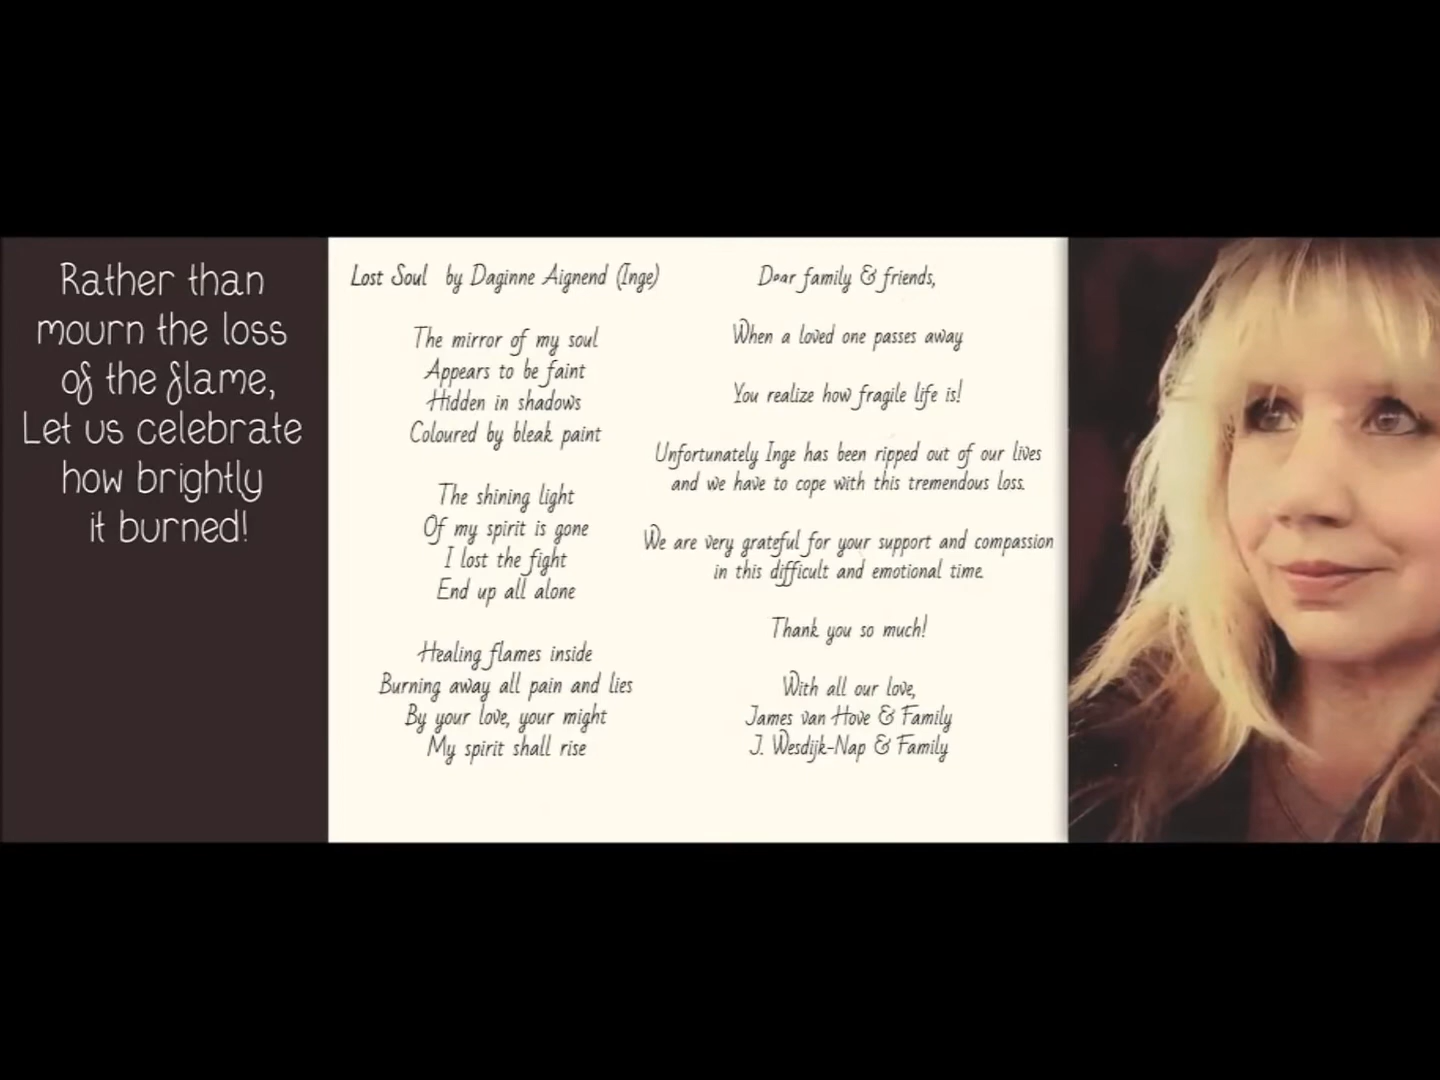 Rather than
mourn the loss
of the flame,
Let us celebrate
how brightly
it burned!
Lost Soul by Daginne Aignend (Inge)
The mirror of my soul
Appears to be faint
Hidden in shadows
Coloured by bleak paint
The shining light
Of my spirit is gone
I lost the fight
End up all alone
Healing flames inside
Burning away all pain and lies
By your love, your might
My spirit shall rise
Dear family & friends,
When a loved one passes away
You realize how fragile life is!
Unfortunately Inge has been ripped out of our lives
and we have to cope with this tremendous loss.
We are very grateful for your support and compassion
in this difficult and emotional time.
Thank you so much!
With all our love,
James van Hove & Family
J. Wesdijk-Nap & Family